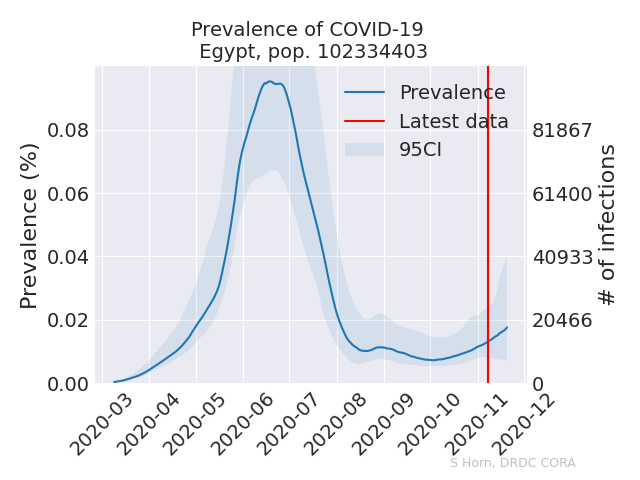 Prevalence of COVID-19
Egypt, pop. 102334403
Prevalence
Latest data
95CI
Prevalence (%)
0.08
0.06
0.04
0.02
0.00
81867
61400
40933
20466
0
# of infections
2020-03
2020-04
2020-05
2020-06
2020-07
2020-08
2020-09
2020-10
2020-11
2020-12
S Horn, DRDC CORA